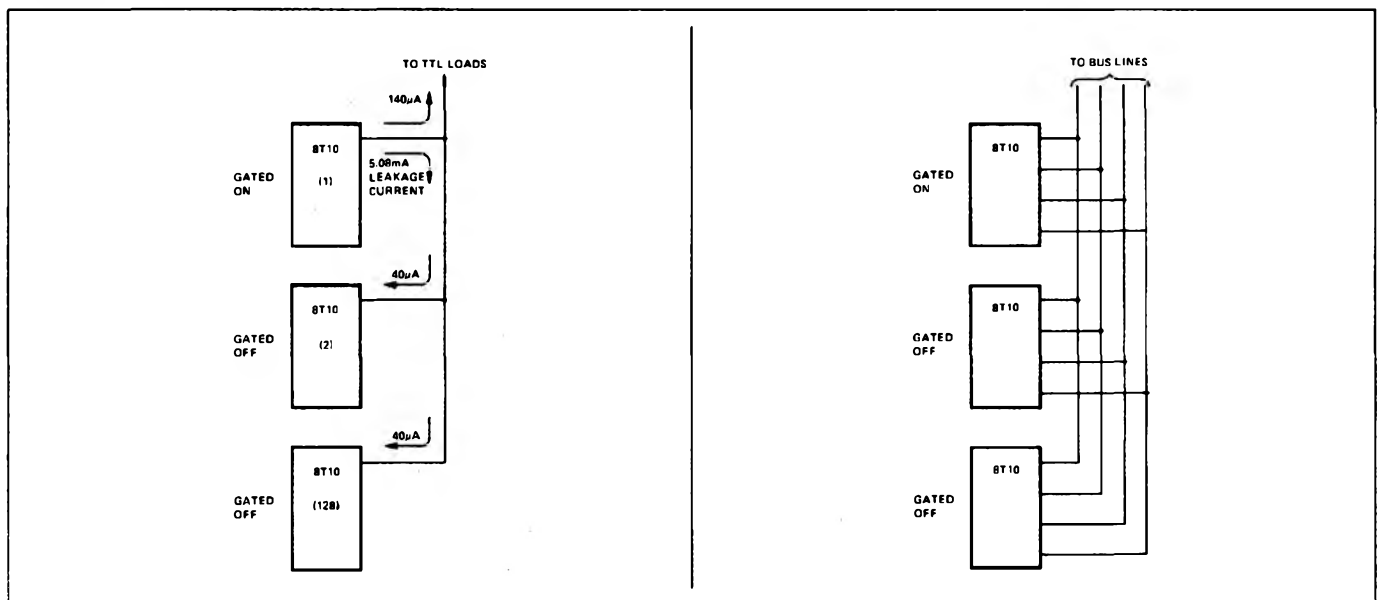 TO TTL LOADS
140µA
8T10
(1)
GATED
ON
5.08mA
LEAKAGE
CURRENT
40µA
8T10
(2)
GATED
OFF
40µA
8T10
(128)
GATED
OFF
TO BUS LINES
8T10
GATED
ON
8T10
GATED
OFF
8T10
GATED
OFF